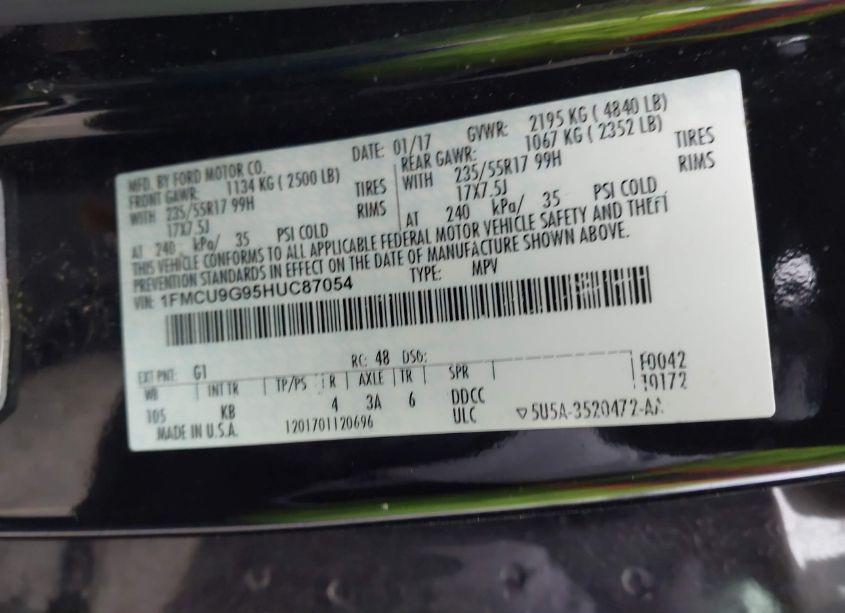 MFD. BY FORD MOTOR CO. DATE: 01/17 GVWR: 2195 KG ( 4840 LB)
FRONT GAWR: 1134 KG ( 2500 LB) REAR GAWR: 1067 KG ( 2352 LB)
WITH 235/55R17 99H TIRES WITH 235/55R17 99H TIRES
17X7.5J RIMS 17X7.5J RIMS
AT 240 kPa/ 35 PSI COLD AT 240 kPa/ 35 PSI COLD
THIS VEHICLE CONFORMS TO ALL APPLICABLE FEDERAL MOTOR VEHICLE SAFETY AND THEFT
PREVENTION STANDARDS IN EFFECT ON THE DATE OF MANUFACTURE SHOWN ABOVE.
VIN: 1FMCU9G95HUC87054 TYPE: MPV
EXT PNT: G1 RC: 48 DSO: F0042
WB INT TR TP/PS R AXLE TR SPR T0172
105 KB 4 3A 6 DDCC
MADE IN U.S.A. 1201701120696 ULC 5U5A-3520472-AA